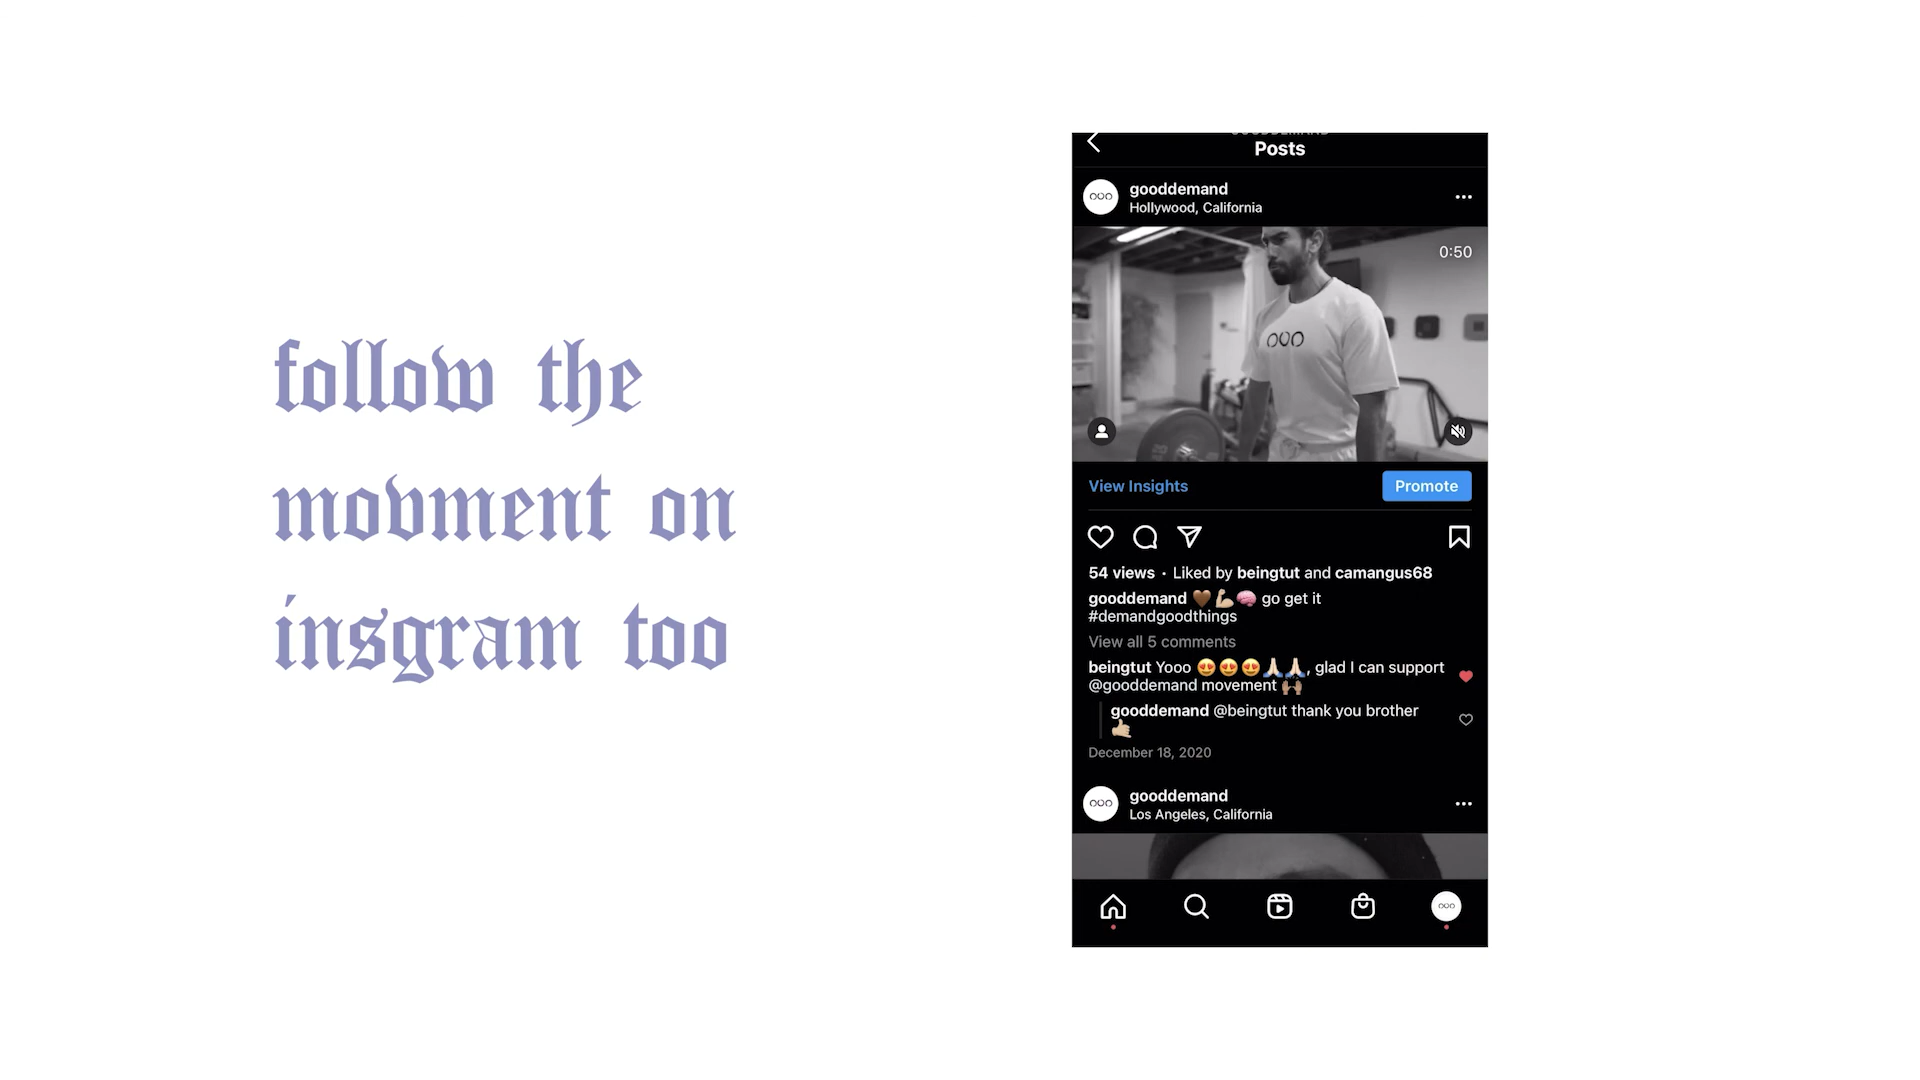 follow the
movment on
insgram too
Posts
gooddemand
Hollywood, California
0:50
View Insights
Promote
54 views · Liked by beingtut and camangus68
gooddemand 🤎💪🏼🧠 go get it
#demandgoodthings
View all 5 comments
beingtut Yooo 😍😍😍🙏🏻🙏🏻, glad I can support
@gooddemand movement 🙌🏽
gooddemand @beingtut thank you brother
🤙🏼
December 18, 2020
gooddemand
Los Angeles, California